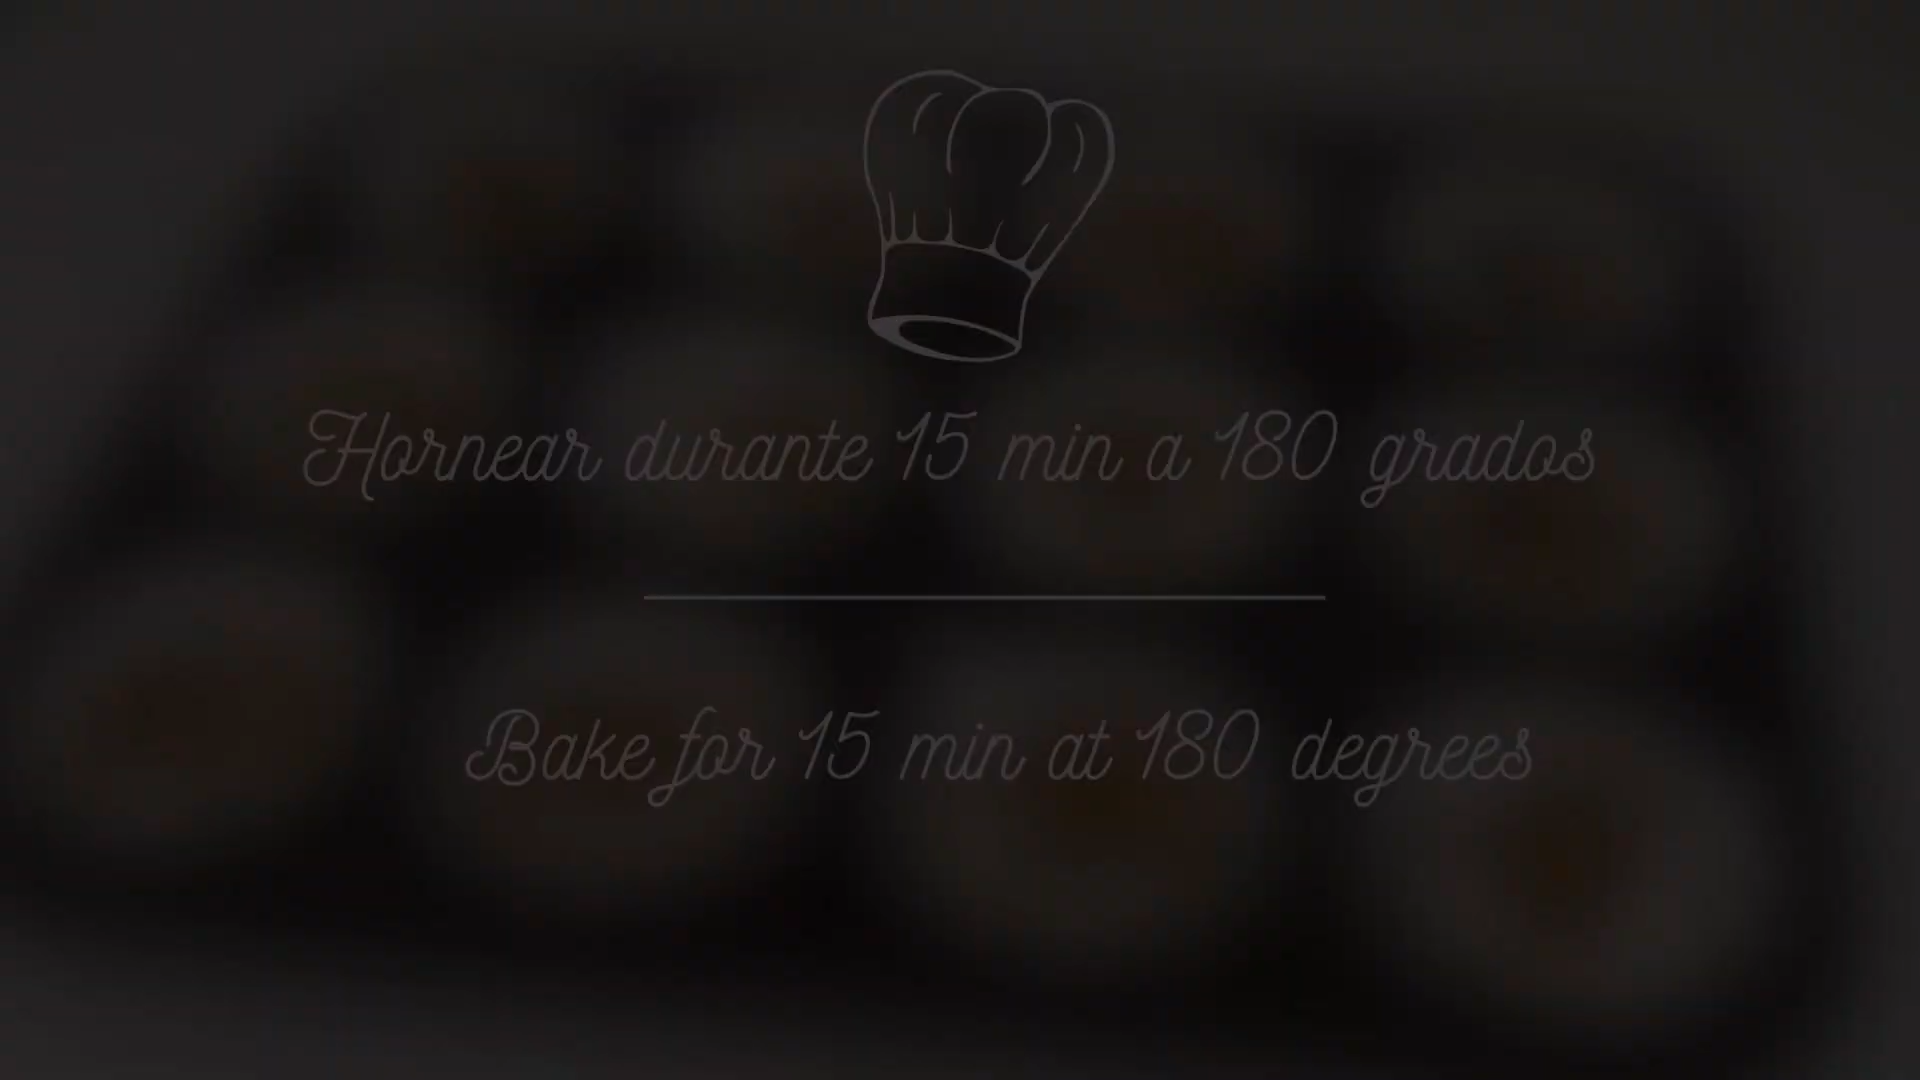 Hornear durante 15 min a 180 grados
Bake for 15 min at 180 degrees